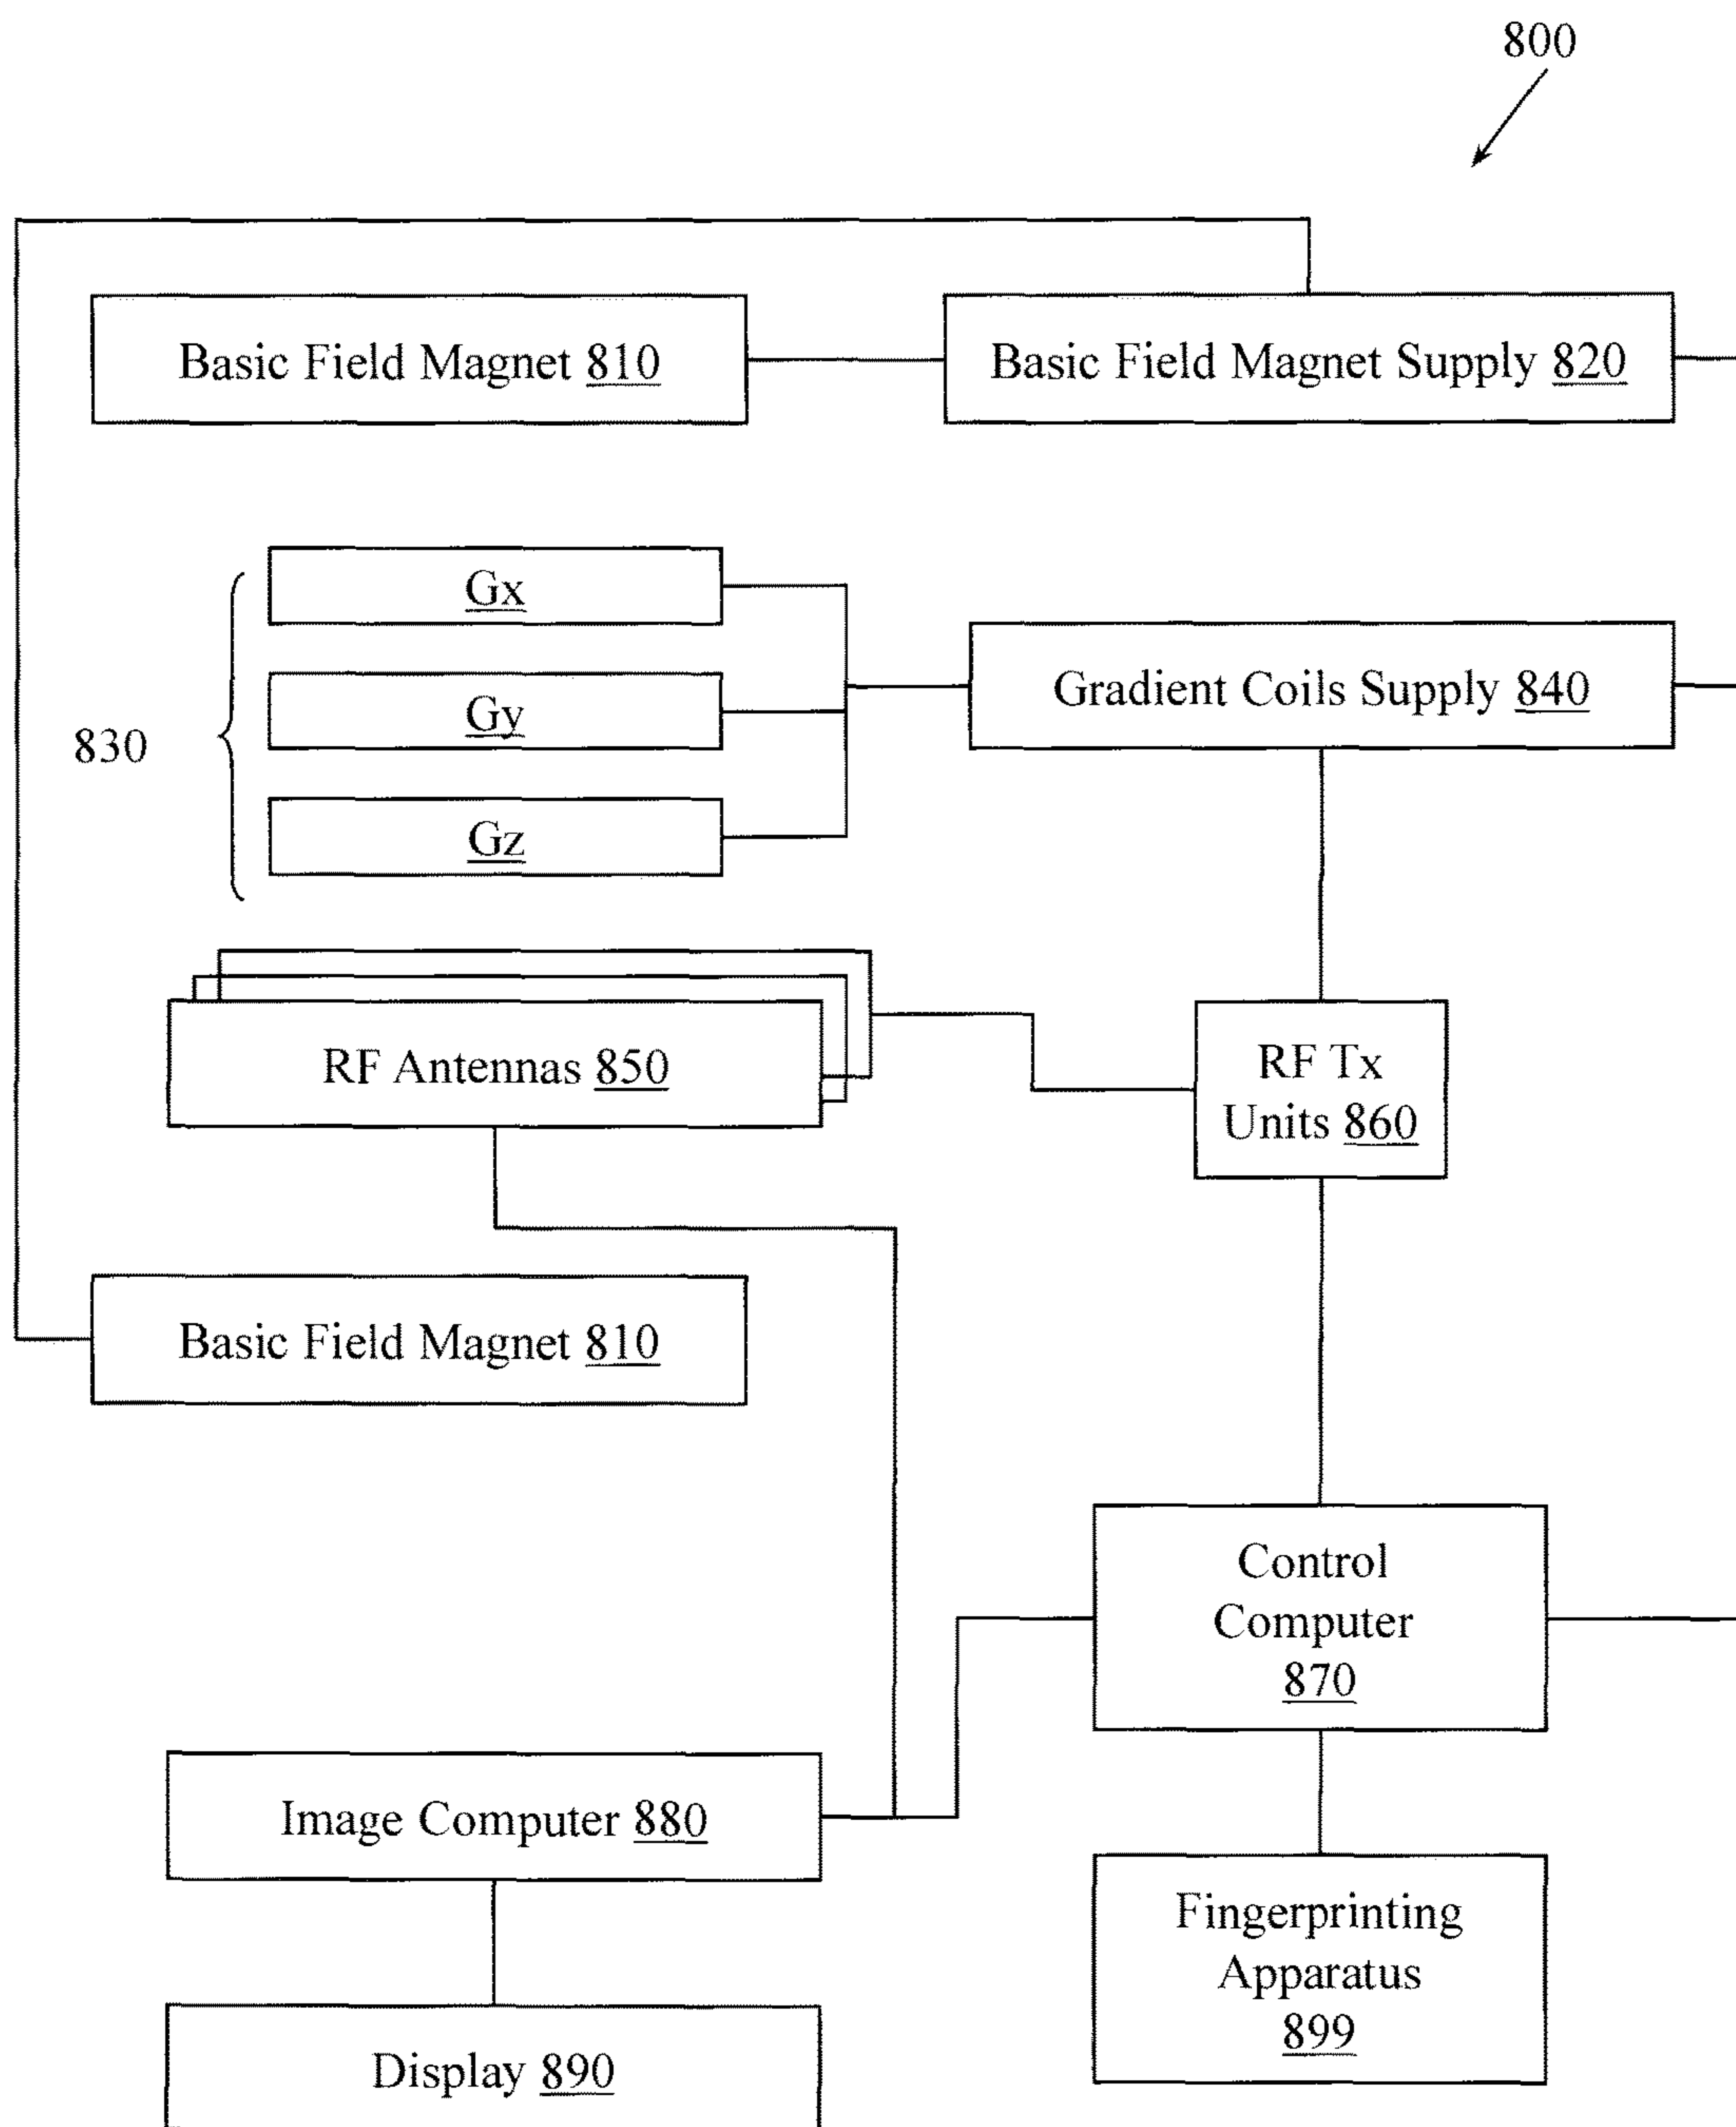 800
Basic Field Magnet 810
Basic Field Magnet Supply 820
Gx
Gy
Gz
830
Gradient Coils Supply 840
RF Antennas 850
RF Tx
Units 860
Basic Field Magnet 810
Control
Computer
870
Image Computer 880
Fingerprinting
Apparatus
899
Display 890